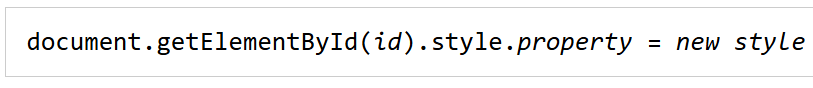 document.getElementById(id).style.property = new style